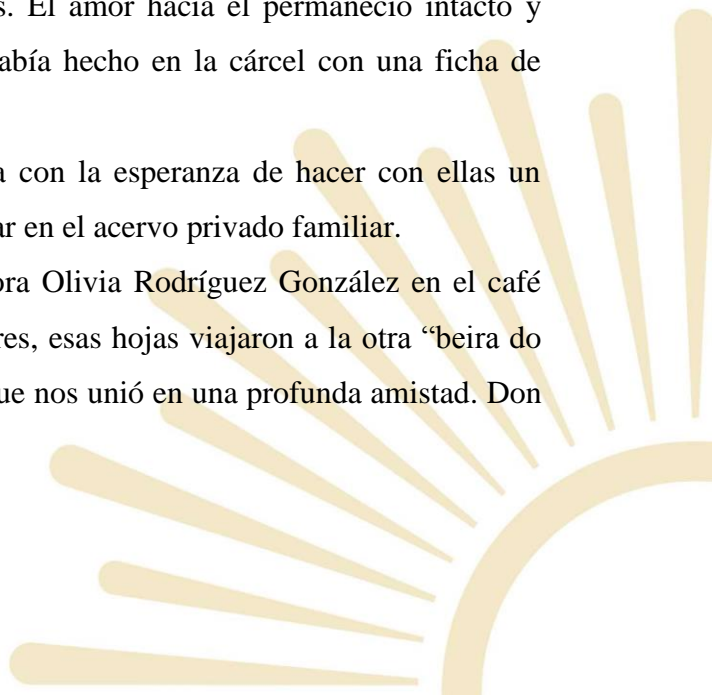 s. El amor hacia él permaneció intacto y
abía hecho en la cárcel con una ficha de
a con la esperanza de hacer con ellas un
ar en el acervo privado familiar.
ora Olivia Rodríguez González en el café
res, esas hojas viajaron a la otra “beira do
ue nos unió en una profunda amistad. Don